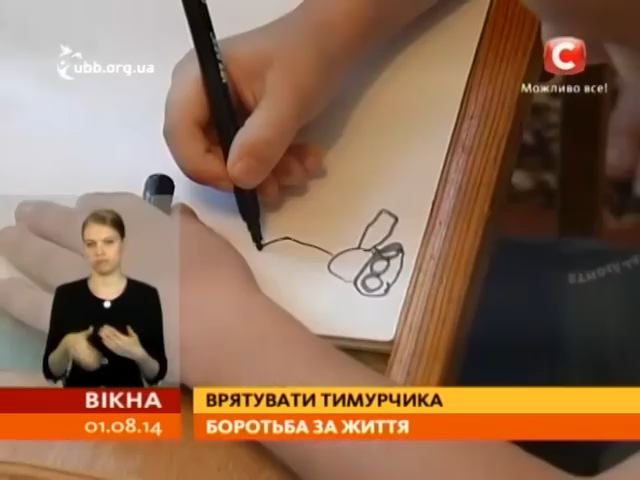 ubb.org.ua
C
Можливо все!
ВІКНА
01.08.14
ВРЯТУВАТИ ТИМУРЧИКА
БОРОТЬБА ЗА ЖИТТЯ